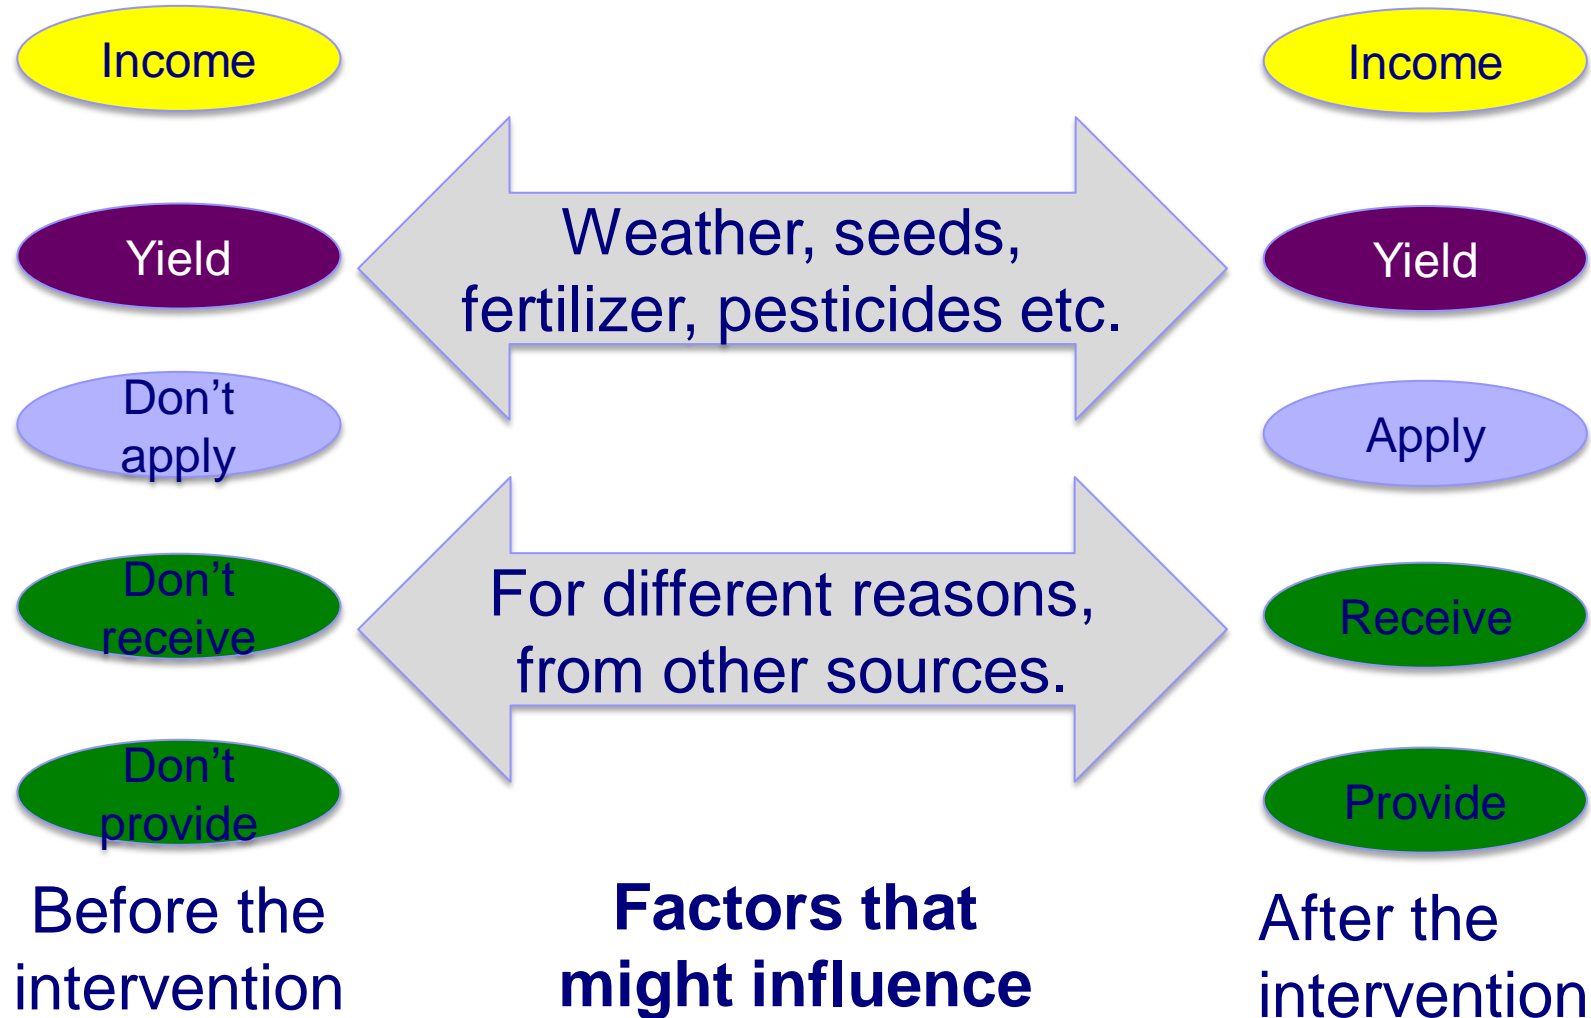 Income
Yield
Don’t
apply
Don’t
receive
Don’t
provide
Before the
intervention
Weather, seeds,
fertilizer, pesticides etc.
For different reasons,
from other sources.
Factors that
might influence
Income
Yield
Apply
Receive
Provide
After the
intervention